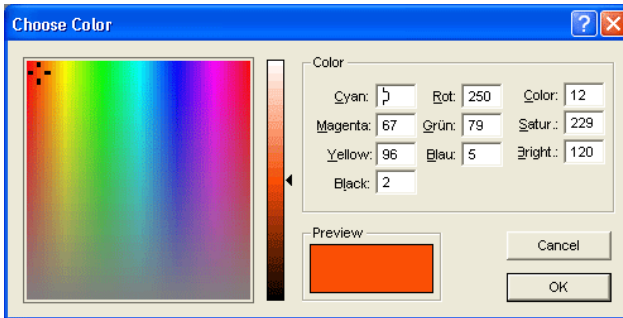 Choose Color
Color
Cyan: Rot: 250 Color: 12
Magenta: 67 Grün: 79 Satur.: 229
Yellow: 96 Blau: 5 Bright.: 120
Black: 2
Preview
Cancel
OK